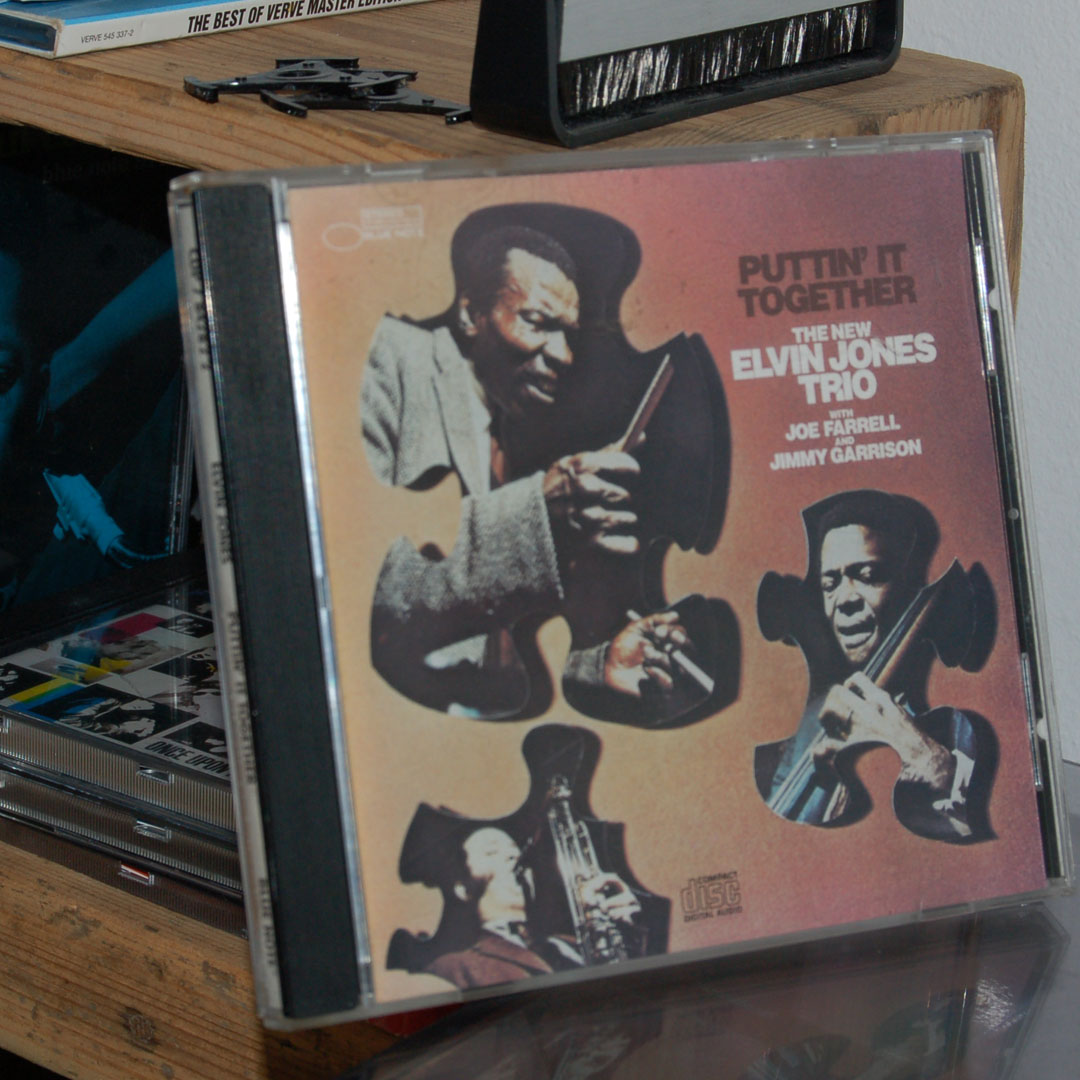 THE BEST OF VERVE MASTER EDITION
VERVE 545 337-2
BLUE NOTE
PUTTIN' IT
TOGETHER
THE NEW
ELVIN JONES
TRIO
WITH
JOE FARRELL
AND
JIMMY GARRISON
COMPACT
disc
DIGITAL AUDIO
ONCE UPON